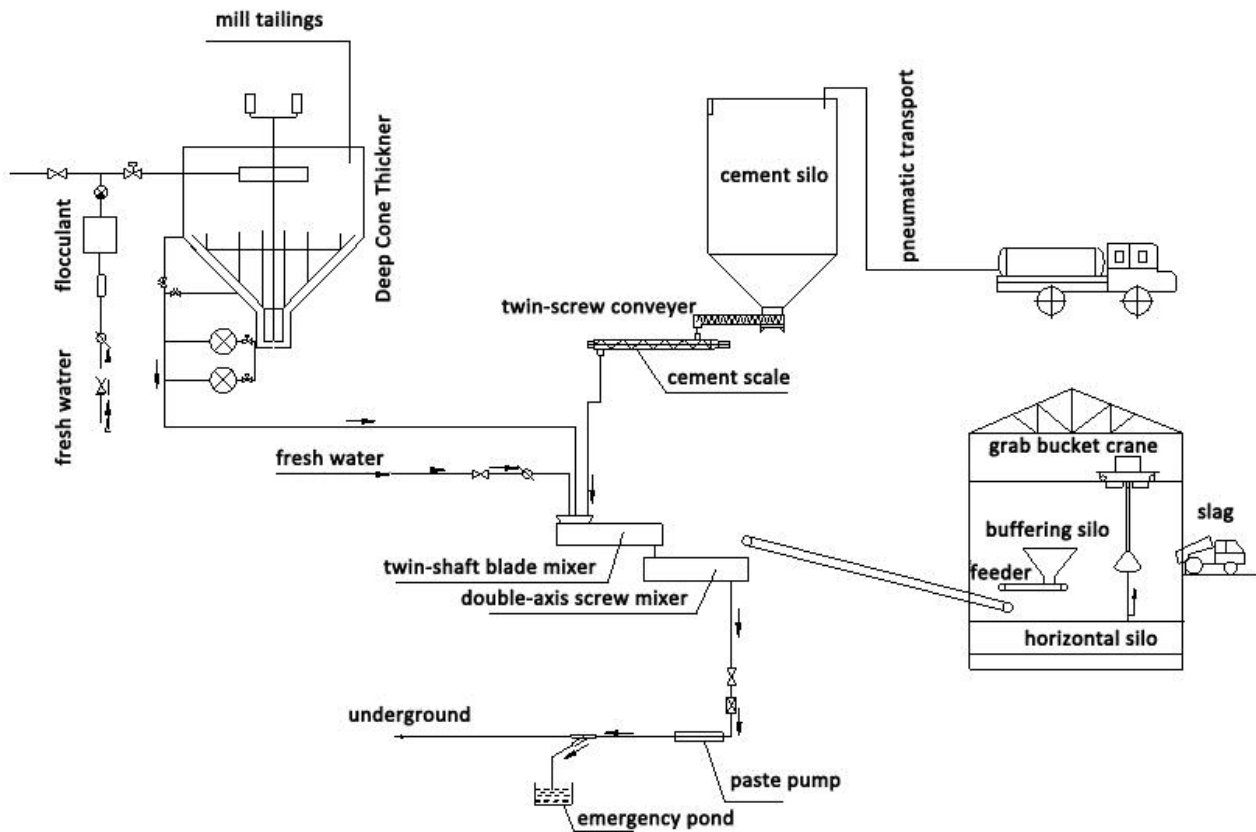 mill tailings
Deep Cone Thickner
flocculant
fresh watrer
cement silo
pneumatic transport
twin-screw conveyer
cement scale
fresh water
grab bucket crane
buffering silo
slag
feeder
horizontal silo
twin-shaft blade mixer
double-axis screw mixer
underground
paste pump
emergency pond